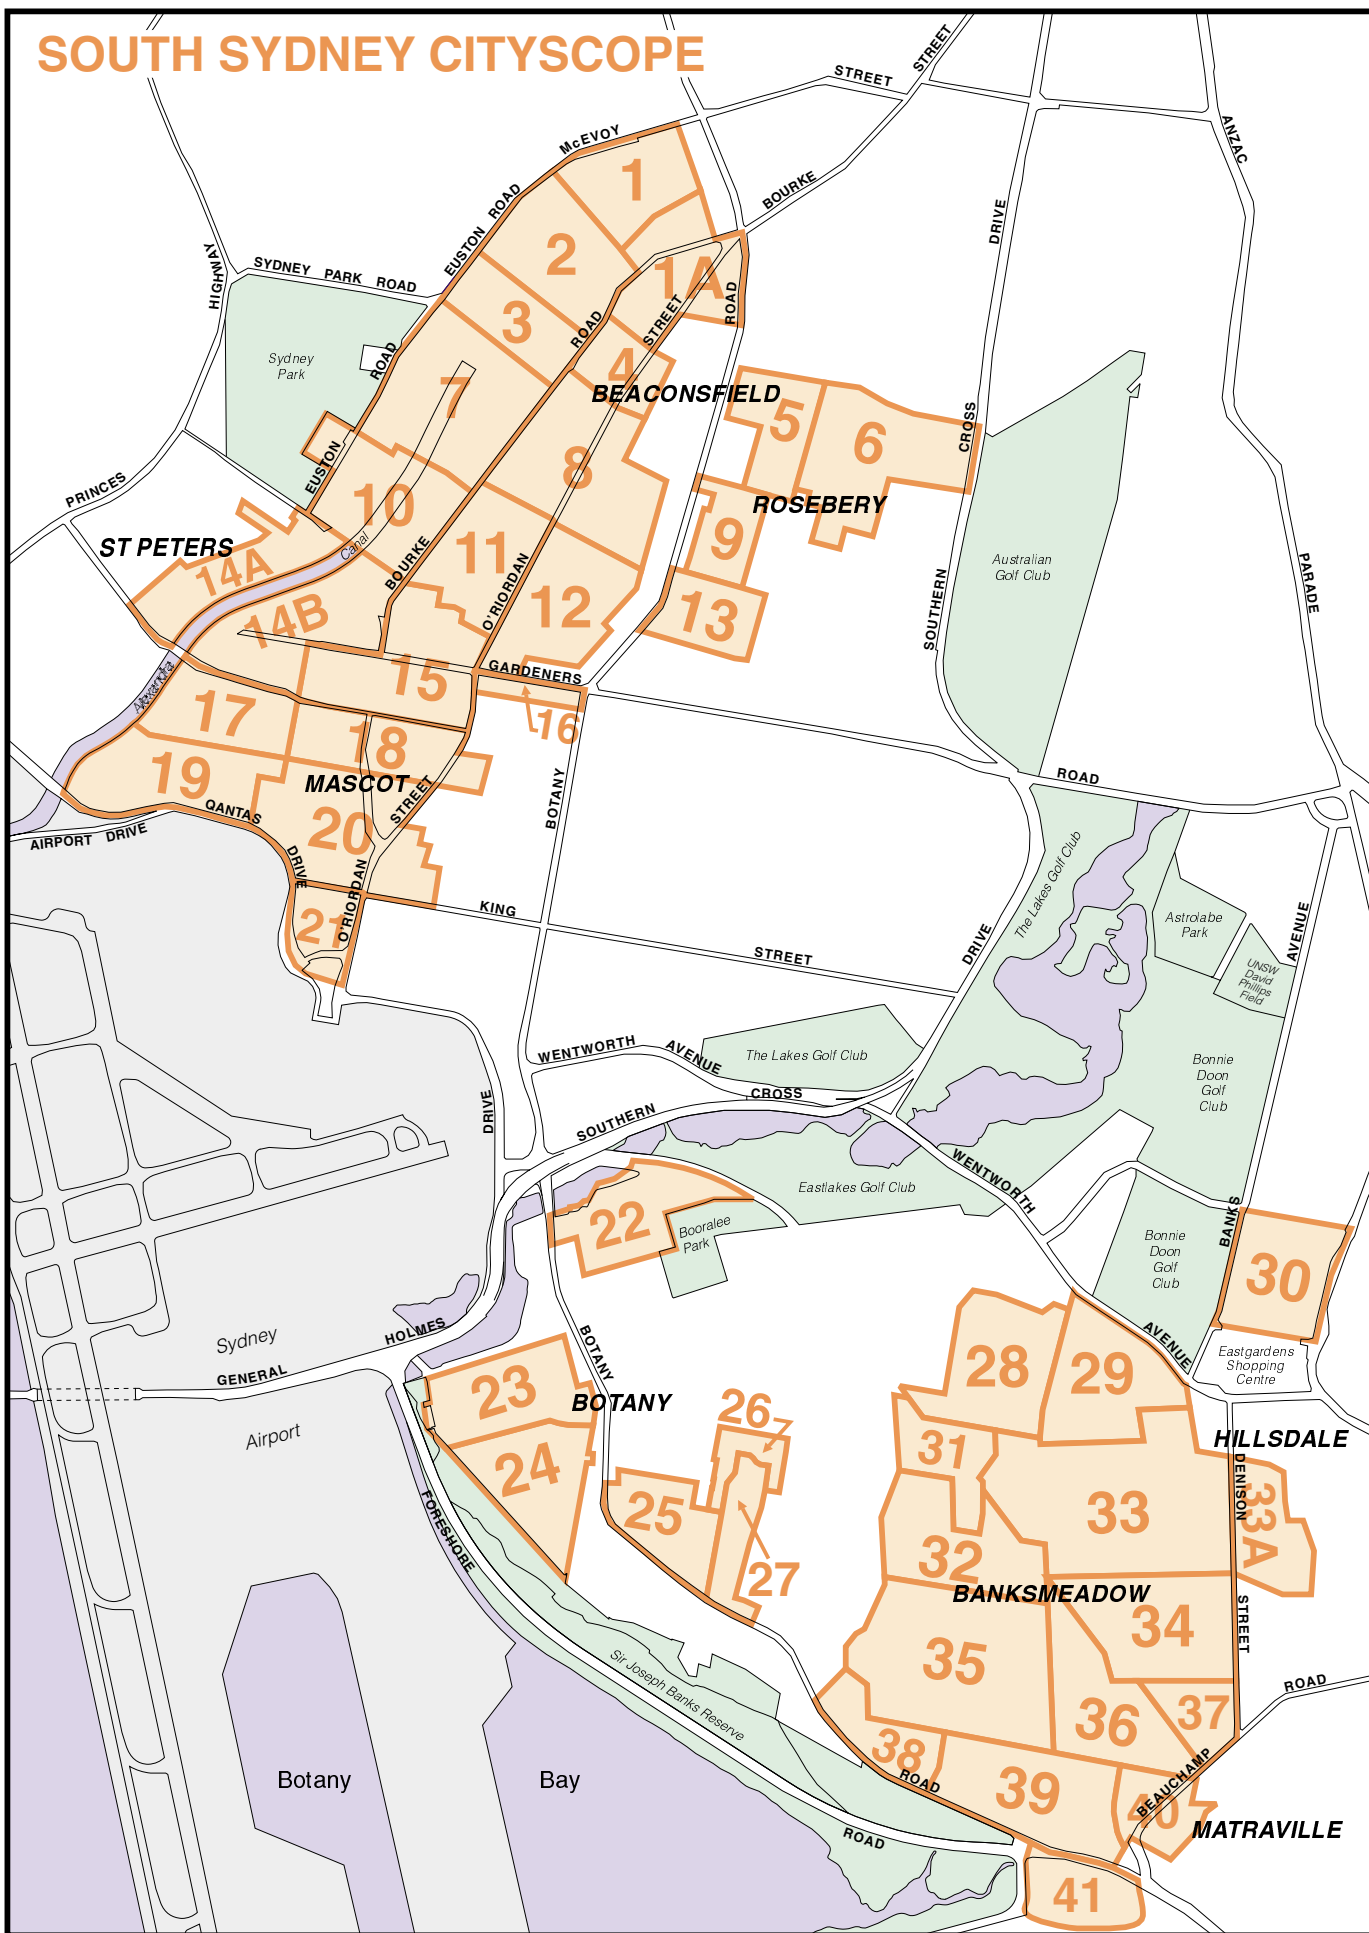 SOUTH SYDNEY CITYSCOPE
STREET
STREET
McEVOY
ANZAC
1
BOURKE
EUSTON ROAD
DRIVE
2
HIGHWAY
SYDNEY PARK ROAD
1A
ROAD
3
ROAD
STREET
Sydney
Park
ROAD
4
7
BEACONSFIELD
5
6
CROSS
8
EUSTON
PRINCES
10
ROSEBERY
9
ST PETERS
Canal
11
BOURKE
14A
O'RIORDAN
12
Australian
Golf Club
PARADE
14B
13
SOUTHERN
GARDENERS
15
Alexandra
16
17
18
19
MASCOT
STREET
BOTANY
ROAD
QANTAS
20
AIRPORT DRIVE
DRIVE
O'RIORDAN
21
KING
STREET
The Lakes Golf Club
Astrolabe
Park
AVENUE
DRIVE
UNSW
David
Phillips
Field
WENTWORTH
AVENUE
The Lakes Golf Club
Bonnie
Doon
Golf
Club
CROSS
DRIVE
SOUTHERN
WENTWORTH
Eastlakes Golf Club
22
Booralee
Park
BANKS
Bonnie
Doon
Golf
Club
30
Sydney
HOLMES
BOTANY
AVENUE
Eastgardens
Shopping
Centre
GENERAL
28
29
23
BOTANY
26
Airport
HILLSDALE
31
24
DENISON
25
33
33A
FORESHORE
32
27
BANKSMEADOW
STREET
34
35
Sir Joseph Banks Reserve
ROAD
36
37
38
BEAUCHAMP
Botany
Bay
ROAD
39
40
MATRAVILLE
ROAD
41